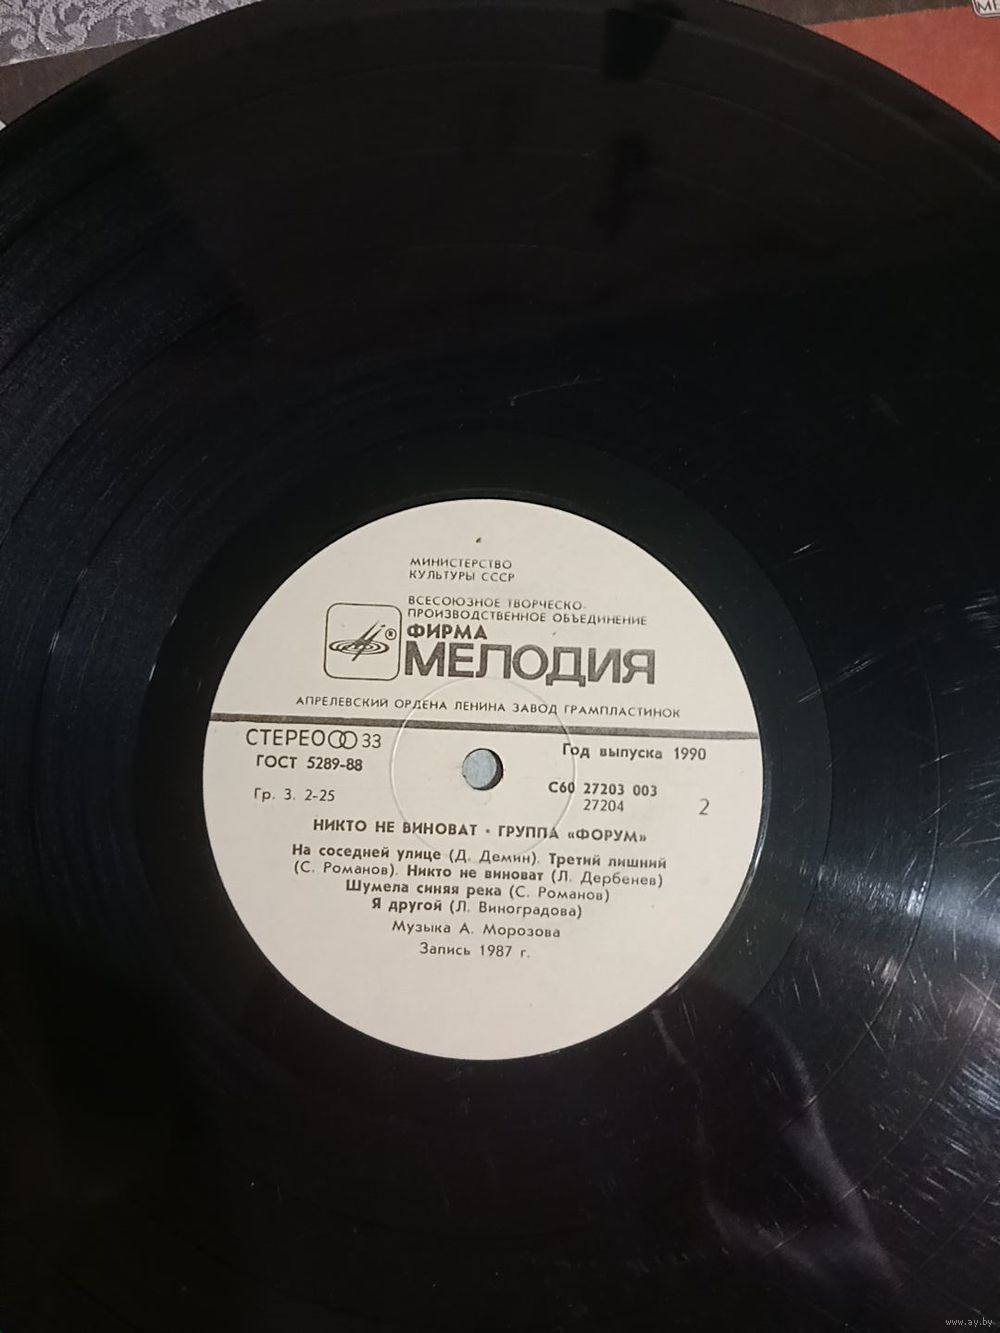 МИНИСТЕРСТВО
КУЛЬТУРЫ СССР
ВСЕСОЮЗНОЕ ТВОРЧЕСКО-
ПРОИЗВОДСТВЕННОЕ ОБЪЕДИНЕНИЕ
® ФИРМА
МЕЛОДИЯ
АПРЕЛЕВСКИЙ ОРДЕНА ЛЕНИНА ЗАВОД ГРАМПЛАСТИНОК
СТЕРЕО 33
ГОСТ 5289-88
Гр. 3. 2-25
Год выпуска 1990
С60 27203 003
27204
2
НИКТО НЕ ВИНОВАТ • ГРУППА «ФОРУМ»
На соседней улице (Д. Демин). Третий лишний
(С. Романов). Никто не виноват (Л. Дербенев)
Шумела синяя река (С. Романов)
Я другой (Л. Виноградова)
Музыка А. Морозова
Запись 1987 г.
www.ay.by